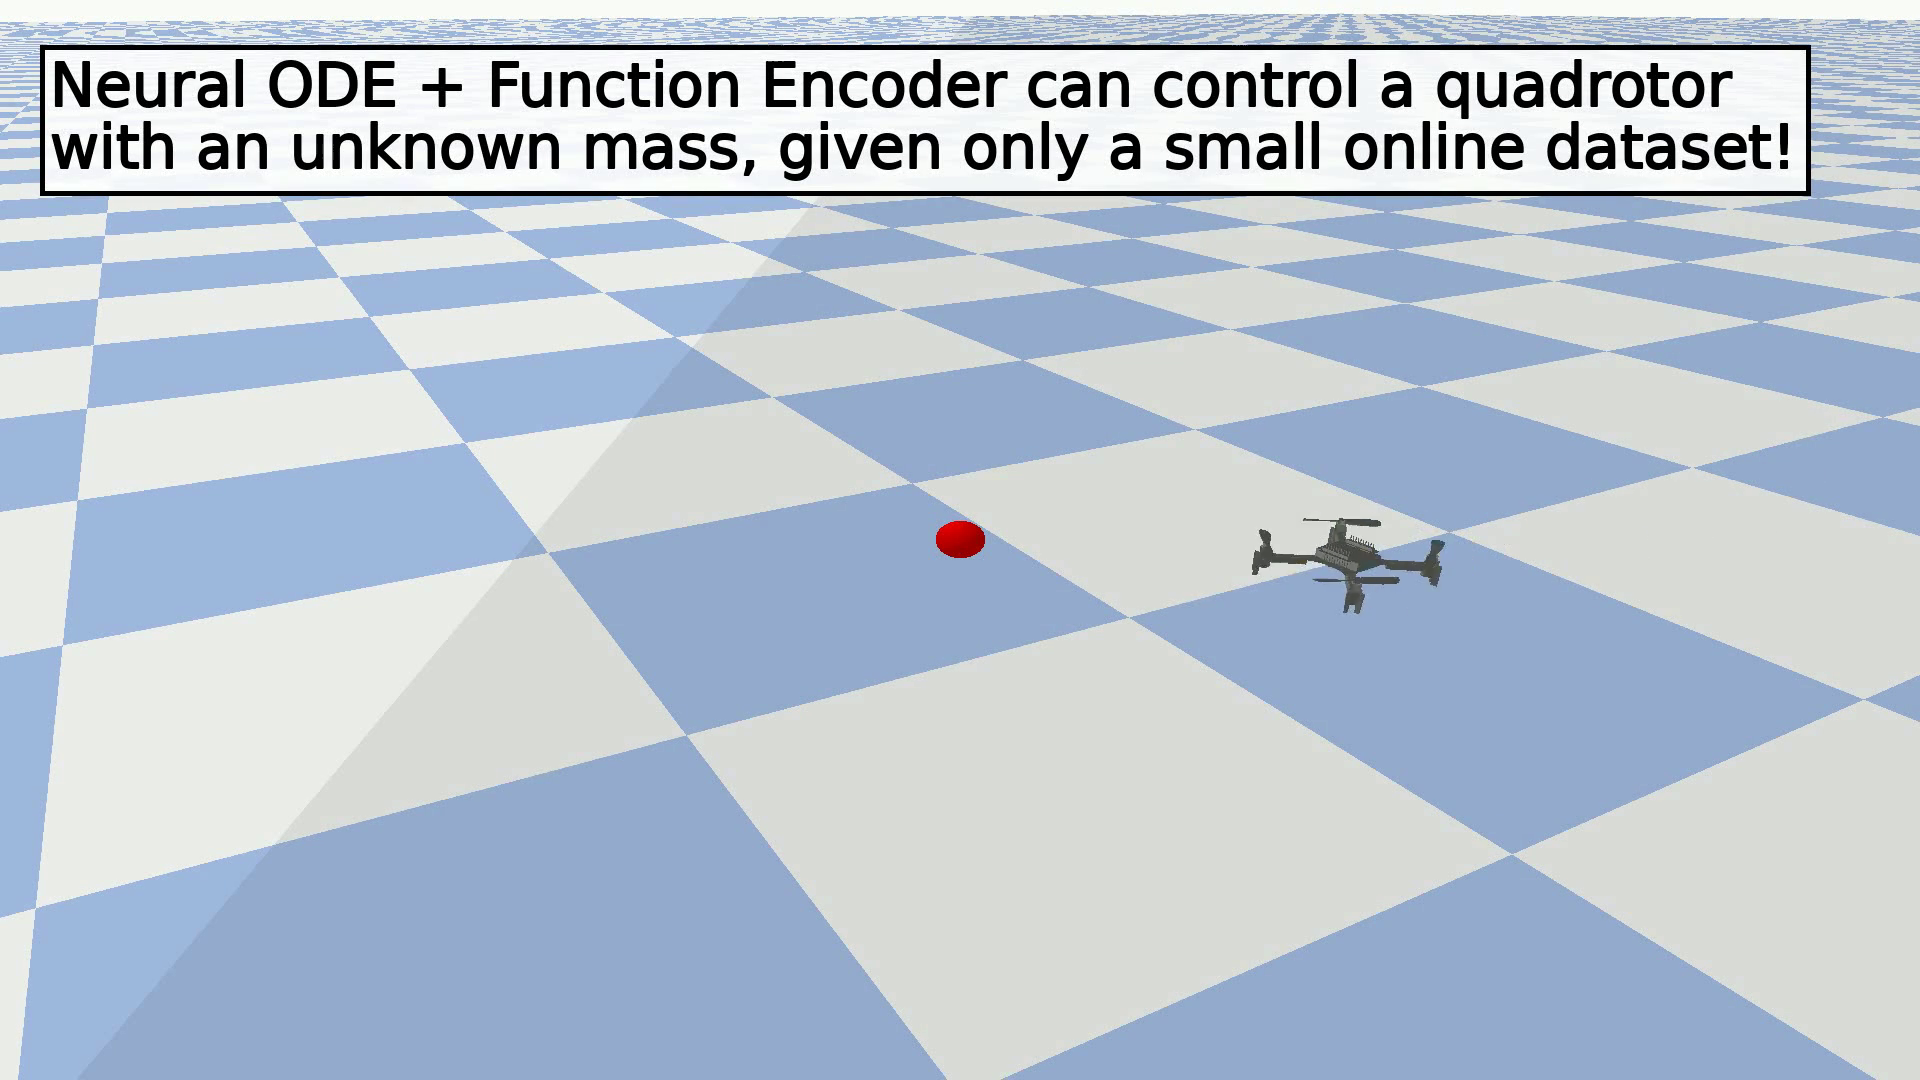 Neural ODE + Function Encoder can control a quadrotor
with an unknown mass, given only a small online dataset!